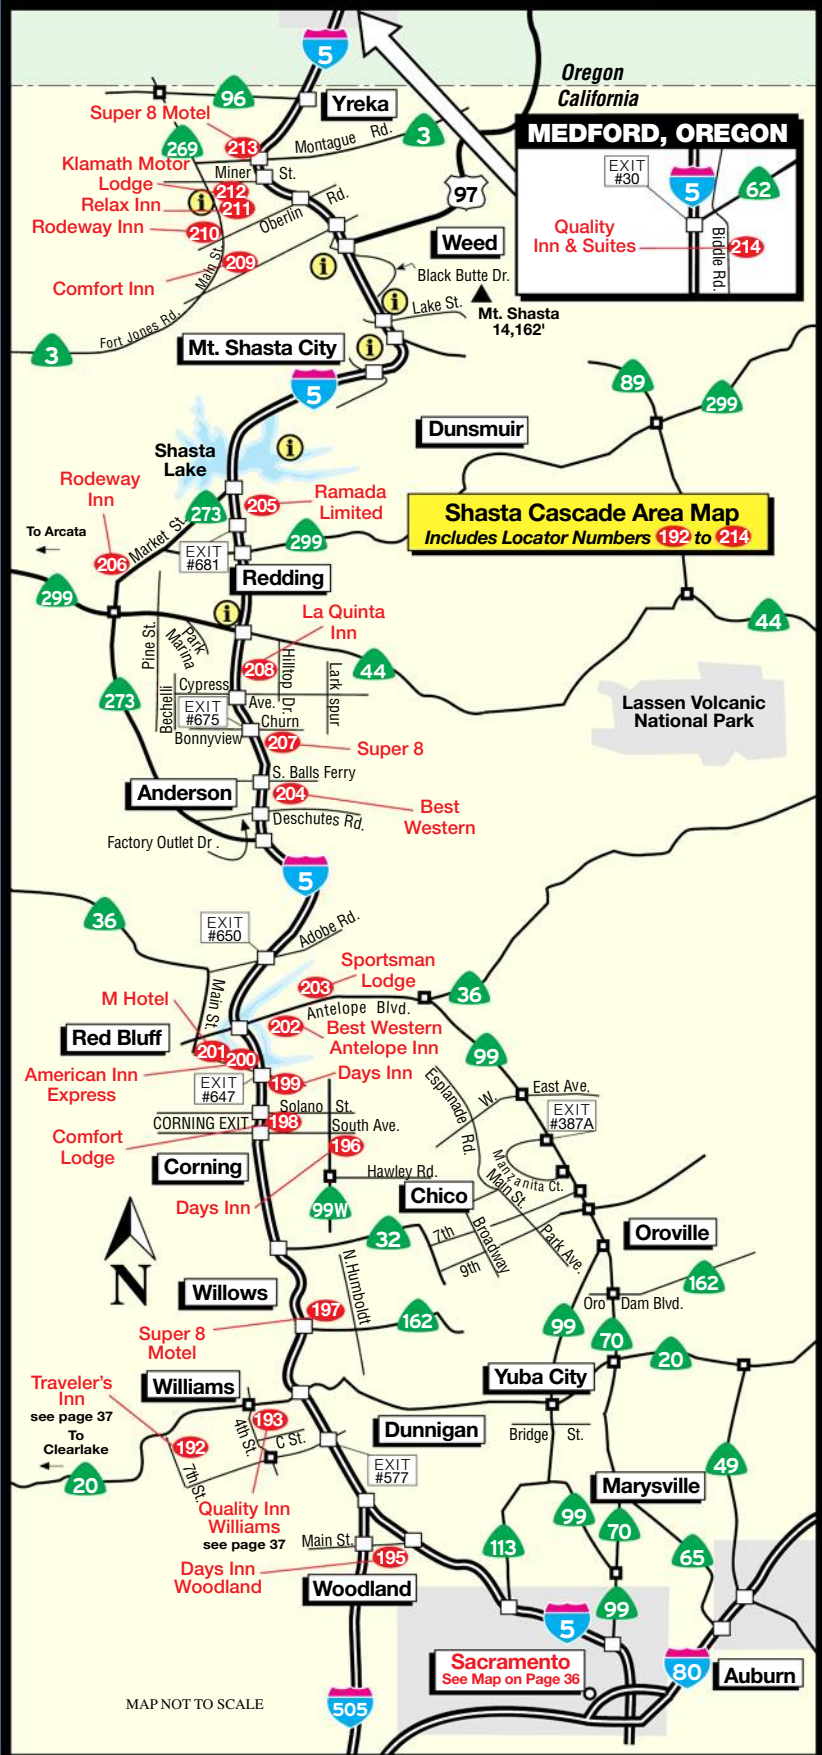 5
Oregon
California
96
Yreka
Super 8 Motel
213
269
Montague Rd.
3
MEDFORD, OREGON
EXIT
#30
5
62
Quality
Inn & Suites
214
Biddle Rd.
Klamath Motor
Lodge
212
Miner St.
Relax Inn
211
i
97
Rodeway Inn
210
Oberlin Rd.
Weed
Main St.
209
Comfort Inn
i
Black Butte Dr.
i
Lake St.
Mt. Shasta
14,162'
Fort Jones Rd.
3
Mt. Shasta City
i
5
89
299
Dunsmuir
Shasta
Lake
i
Rodeway
Inn
273
205
Ramada
Limited
Shasta Cascade Area Map
Includes Locator Numbers 192 to 214
To Arcata
206
Market St.
EXIT
#681
299
Redding
299
i
La Quinta
Inn
44
Pine St.
Park
Marina
208
Hilltop Dr.
Lark spur
44
273
Bechelli
Cypress
Ave.
EXIT
#675
Churn
Bonnyview
207
Super 8
Lassen Volcanic
National Park
S. Balls Ferry
Anderson
204
Best
Western
Deschutes Rd.
Factory Outlet Dr .
5
36
EXIT
#650
Adobe Rd.
Sportsman
Lodge
203
36
Main St.
M Hotel
Antelope Blvd.
Red Bluff
202
Best Western
Antelope Inn
99
201
200
American Inn
Express
EXIT
#647
199
Days Inn
Esplanade Rd.
W. East Ave.
EXIT
#387A
Solano St.
CORNING EXIT
198
South Ave.
Comfort
Lodge
196
Corning
Hawley Rd.
Manzanita Ct.
Days Inn
99W
Chico
Main St.
N
32
7th
Broadway
9th
Park Ave.
Oroville
162
Willows
N.Humboldt
197
162
Super 8
Motel
Oro Dam Blvd.
99
70
20
Traveler's
Inn
see page 37
Williams
Yuba City
To
Clearlake
193
4th St.
C St.
Dunnigan
Bridge St.
192
7th St.
EXIT
#577
20
49
Marysville
Quality Inn
Williams
see page 37
99
70
113
65
Main St.
195
Days Inn
Woodland
Woodland
99
5
Sacramento
See Map on Page 36
80
Auburn
MAP NOT TO SCALE
505